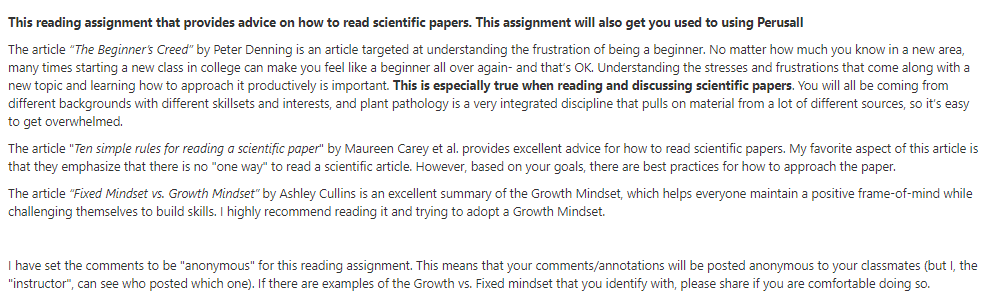 This reading assignment that provides advice on how to read scientific papers. This assignment will also get you used to using Perusall
The article "The Beginner's Creed" by Peter Denning is an article targeted at understanding the frustration of being a beginner. No matter how much you know in a new area,
many times starting a new class in college can make you feel like a beginner all over again- and that's OK. Understanding the stresses and frustrations that come along with a
new topic and learning how to approach it productively is important. This is especially true when reading and discussing scientific papers. You will all be coming from
different backgrounds with different skillsets and interests, and plant pathology is a very integrated discipline that pulls on material from a lot of different sources, so it's easy
to get overwhelmed.
The article "Ten simple rules for reading a scientific paper" by Maureen Carey et al. provides excellent advice for how to read scientific papers. My favorite aspect of this article is
that they emphasize that there is no "one way" to read a scientific article. However, based on your goals, there are best practices for how to approach the paper.
The article "Fixed Mindset vs. Growth Mindset" by Ashley Cullins is an excellent summary of the Growth Mindset, which helps everyone maintain a positive frame-of-mind while
challenging themselves to build skills. I highly recommend reading it and trying to adopt a Growth Mindset.
I have set the comments to be "anonymous" for this reading assignment. This means that your comments/annotations will be posted anonymous to your classmates (but I, the
"instructor", can see who posted which one). If there are examples of the Growth vs. Fixed mindset that you identify with, please share if you are comfortable doing so.